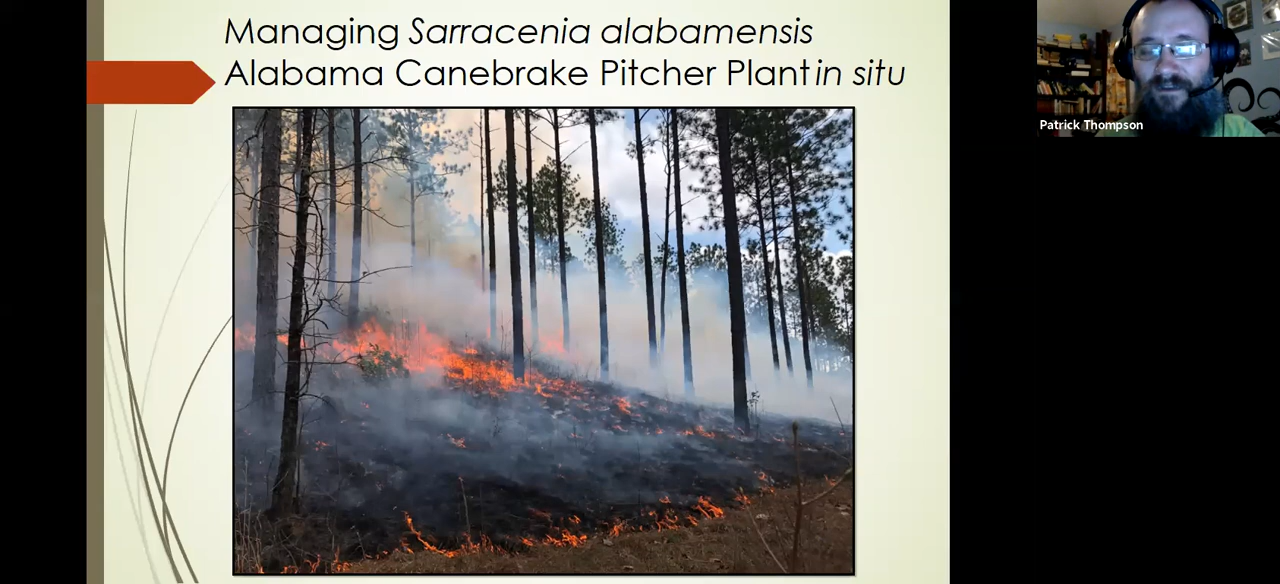 Managing Sarracenia alabamensis
Alabama Canebrake Pitcher Plant in situ
Patrick Thompson